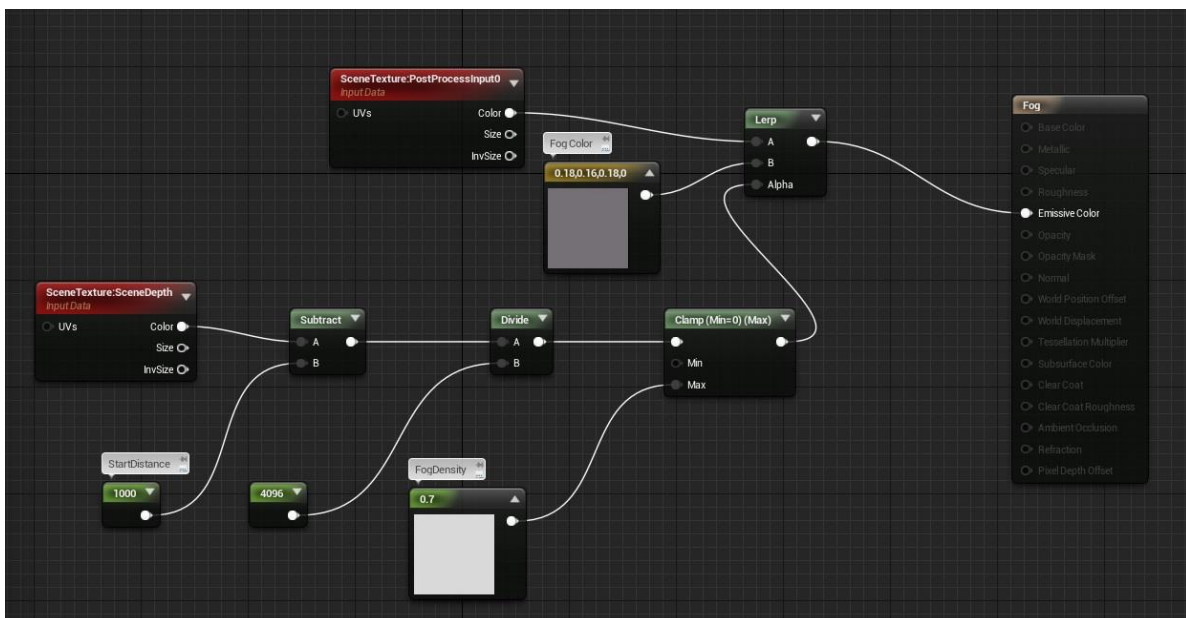 SceneTexture:PostProcessInput0
Input Data
UVs
Color
Size
InvSize
Fog Color
0.18,0.16,0.18,0
Lerp
A
B
Alpha
Fog
Base Color
Metallic
Specular
Roughness
Emissive Color
Opacity
Opacity Mask
Normal
World Position Offset
World Displacement
Tessellation Multiplier
Subsurface Color
Clear Coat
Clear Coat Roughness
Ambient Occlusion
Refraction
Pixel Depth Offset
SceneTexture:SceneDepth
Input Data
UVs
Color
Size
InvSize
Subtract
A
B
Divide
A
B
Clamp (Min=0) (Max)
Min
Max
StartDistance
1000
4096
FogDensity
0.7